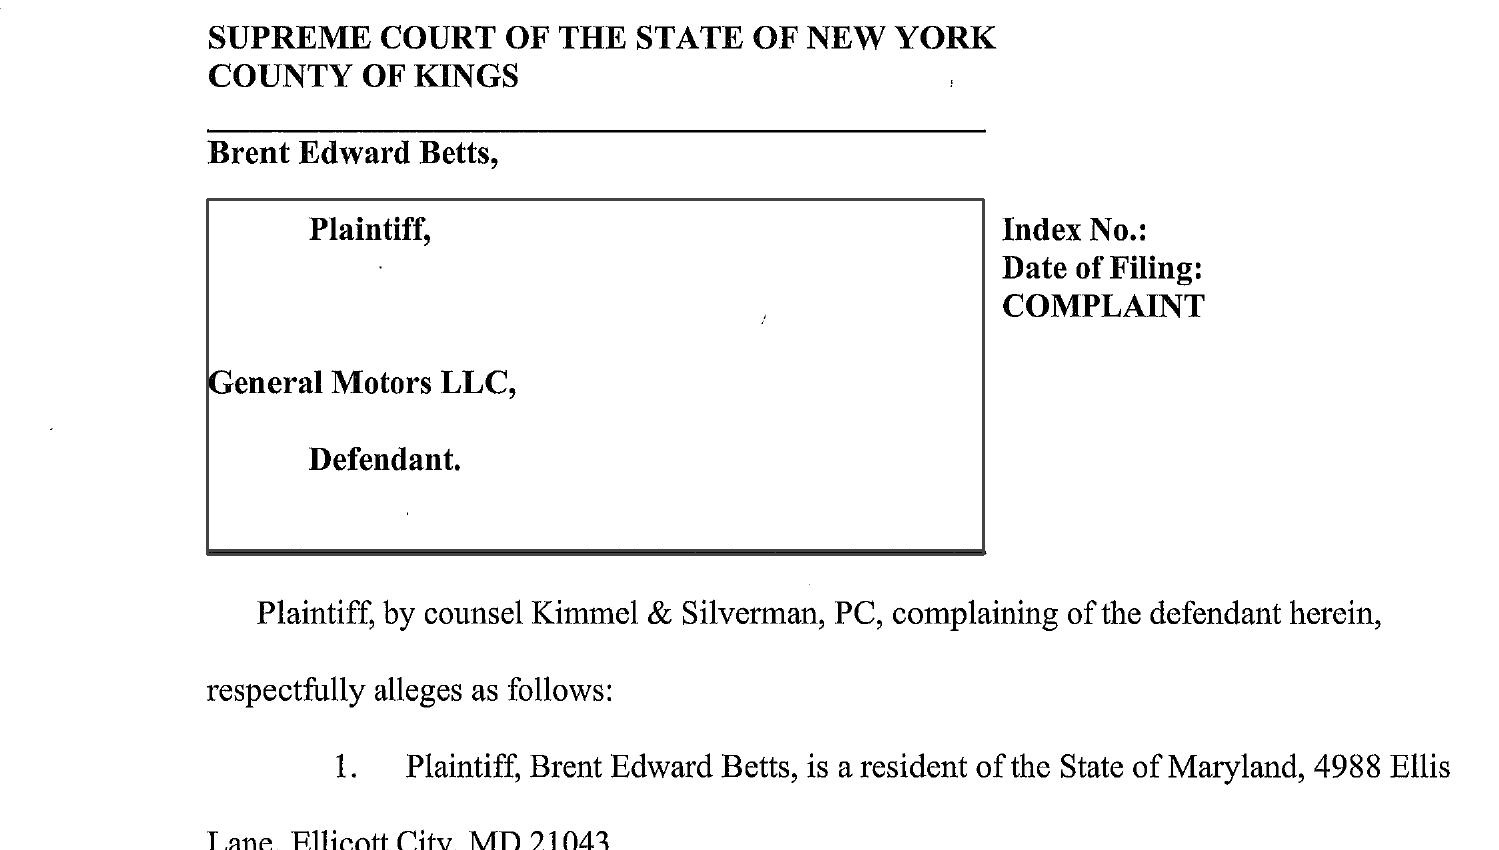 SUPREME COURT OF THE STATE OF NEW YORK
COUNTY OF KINGS
Brent Edward Betts,
Plaintiff,
Index No.:
Date of Filing:
COMPLAINT
General Motors LLC,
Defendant.
Plaintiff, by counsel Kimmel & Silverman, PC, complaining of the defendant herein,
respectfully alleges as follows:
1. Plaintiff, Brent Edward Betts, is a resident of the State of Maryland, 4988 Ellis
Lane, Ellicott City, MD 21043